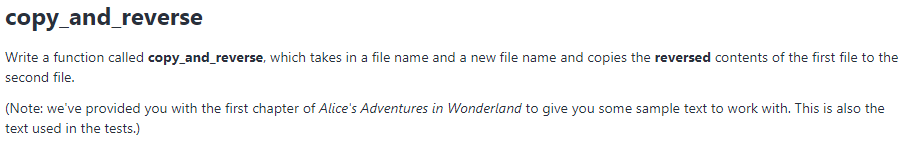 copy_and_reverse
Write a function called copy_and_reverse, which takes in a file name and a new file name and copies the reversed contents of the first file to the
second file.
(Note: we've provided you with the first chapter of Alice's Adventures in Wonderland to give you some sample text to work with. This is also the
text used in the tests.)